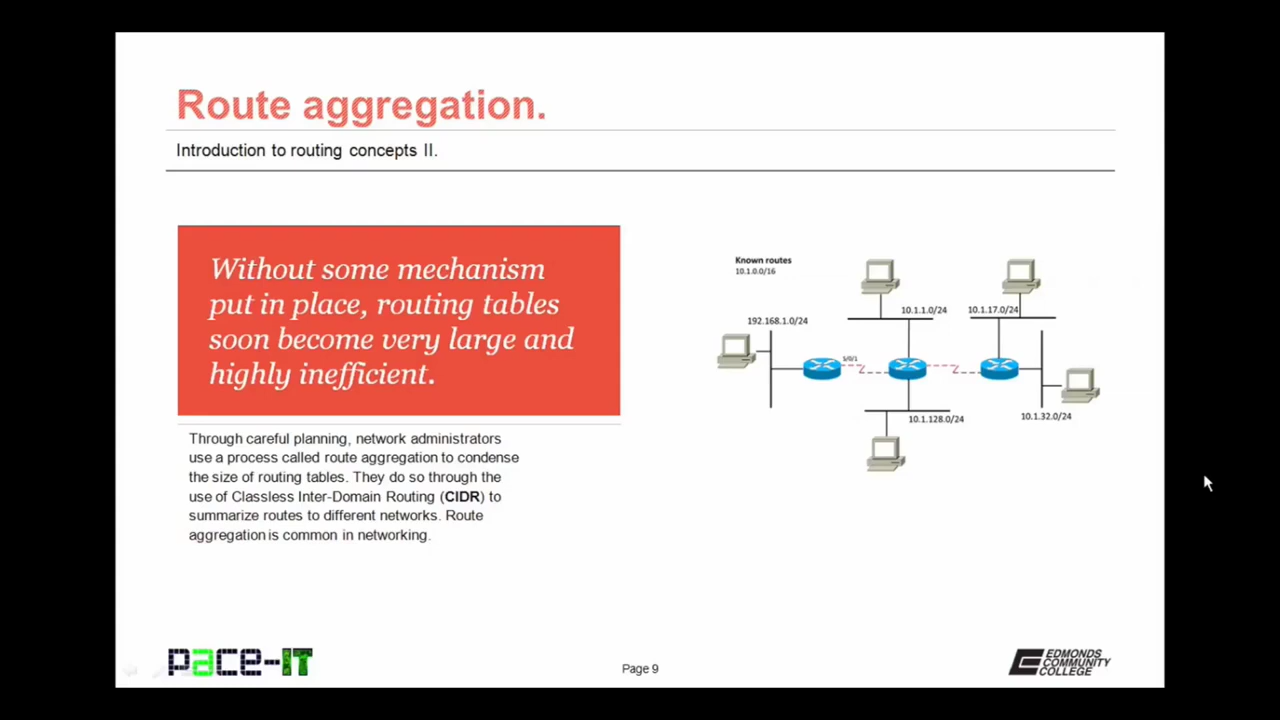 Route aggregation.
Introduction to routing concepts II.
Without some mechanism
put in place, routing tables
soon become very large and
highly inefficient.
Through careful planning, network administrators
use a process called route aggregation to condense
the size of routing tables. They do so through the
use of Classless Inter-Domain Routing (CIDR) to
summarize routes to different networks. Route
aggregation is common in networking.
Known routes
10.1.0.0/16
192.168.1.0/24
10.1.1.0/24
10.1.17.0/24
S/0/1
10.1.128.0/24
10.1.32.0/24
pace-IT
Page 9
EDMONDS
COMMUNITY
COLLEGE